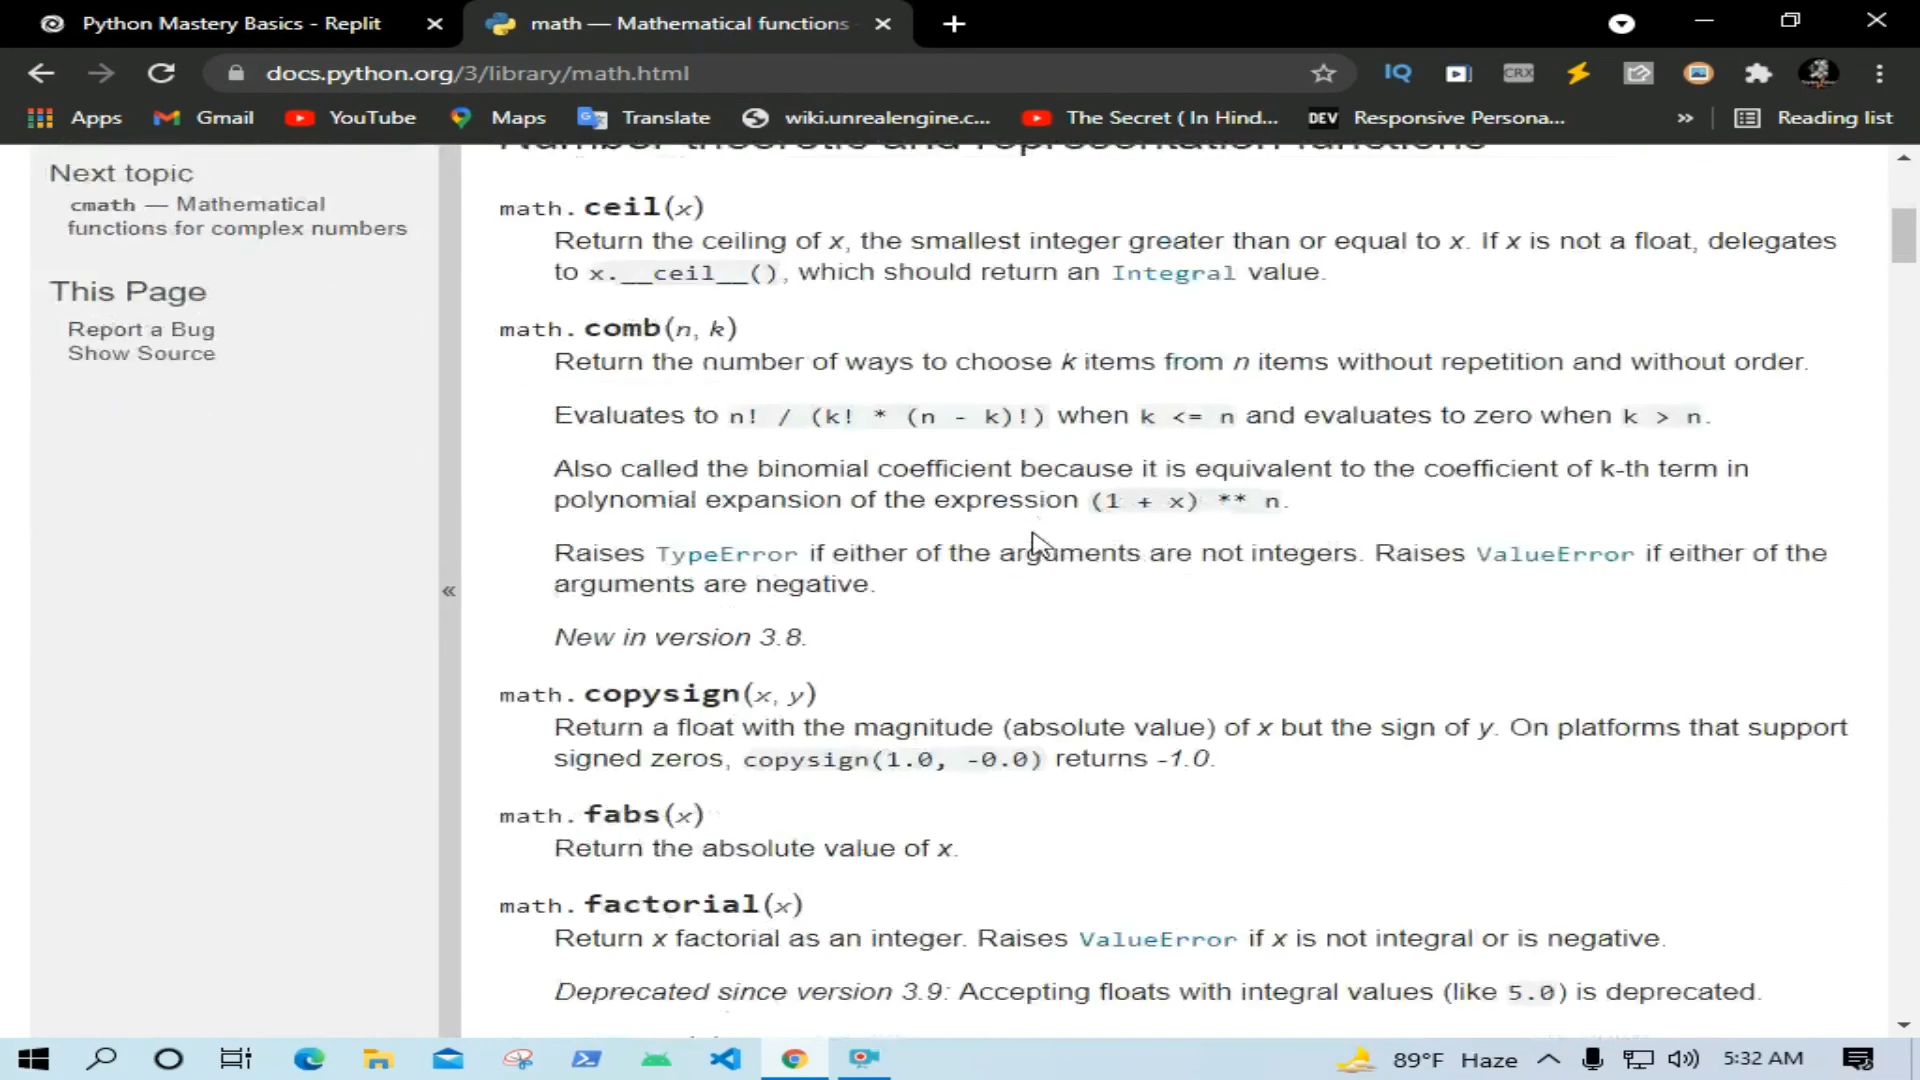 Python Mastery Basics - Replit
math — Mathematical functions
docs.python.org/3/library/math.html
IQ
CRX
Apps
Gmail
YouTube
Maps
Translate
wiki.unrealengine.c...
The Secret ( In Hind...
DEV
Responsive Persona...
»
Reading list
Next topic
cmath — Mathematical
functions for complex numbers
This Page
Report a Bug
Show Source
«
Number-theoretic and representation functions
math.ceil(x)
Return the ceiling of x, the smallest integer greater than or equal to x. If x is not a float, delegates
to x.__ceil__(), which should return an Integral value.
math.comb(n, k)
Return the number of ways to choose k items from n items without repetition and without order.
Evaluates to n! / (k! * (n - k)!) when k <= n and evaluates to zero when k > n.
Also called the binomial coefficient because it is equivalent to the coefficient of k-th term in
polynomial expansion of the expression (1 + x) ** n.
Raises TypeError if either of the arguments are not integers. Raises ValueError if either of the
arguments are negative.
New in version 3.8.
math.copysign(x, y)
Return a float with the magnitude (absolute value) of x but the sign of y. On platforms that support
signed zeros, copysign(1.0, -0.0) returns -1.0.
math.fabs(x)
Return the absolute value of x.
math.factorial(x)
Return x factorial as an integer. Raises ValueError if x is not integral or is negative.
Deprecated since version 3.9: Accepting floats with integral values (like 5.0) is deprecated.
89°F Haze
5:32 AM